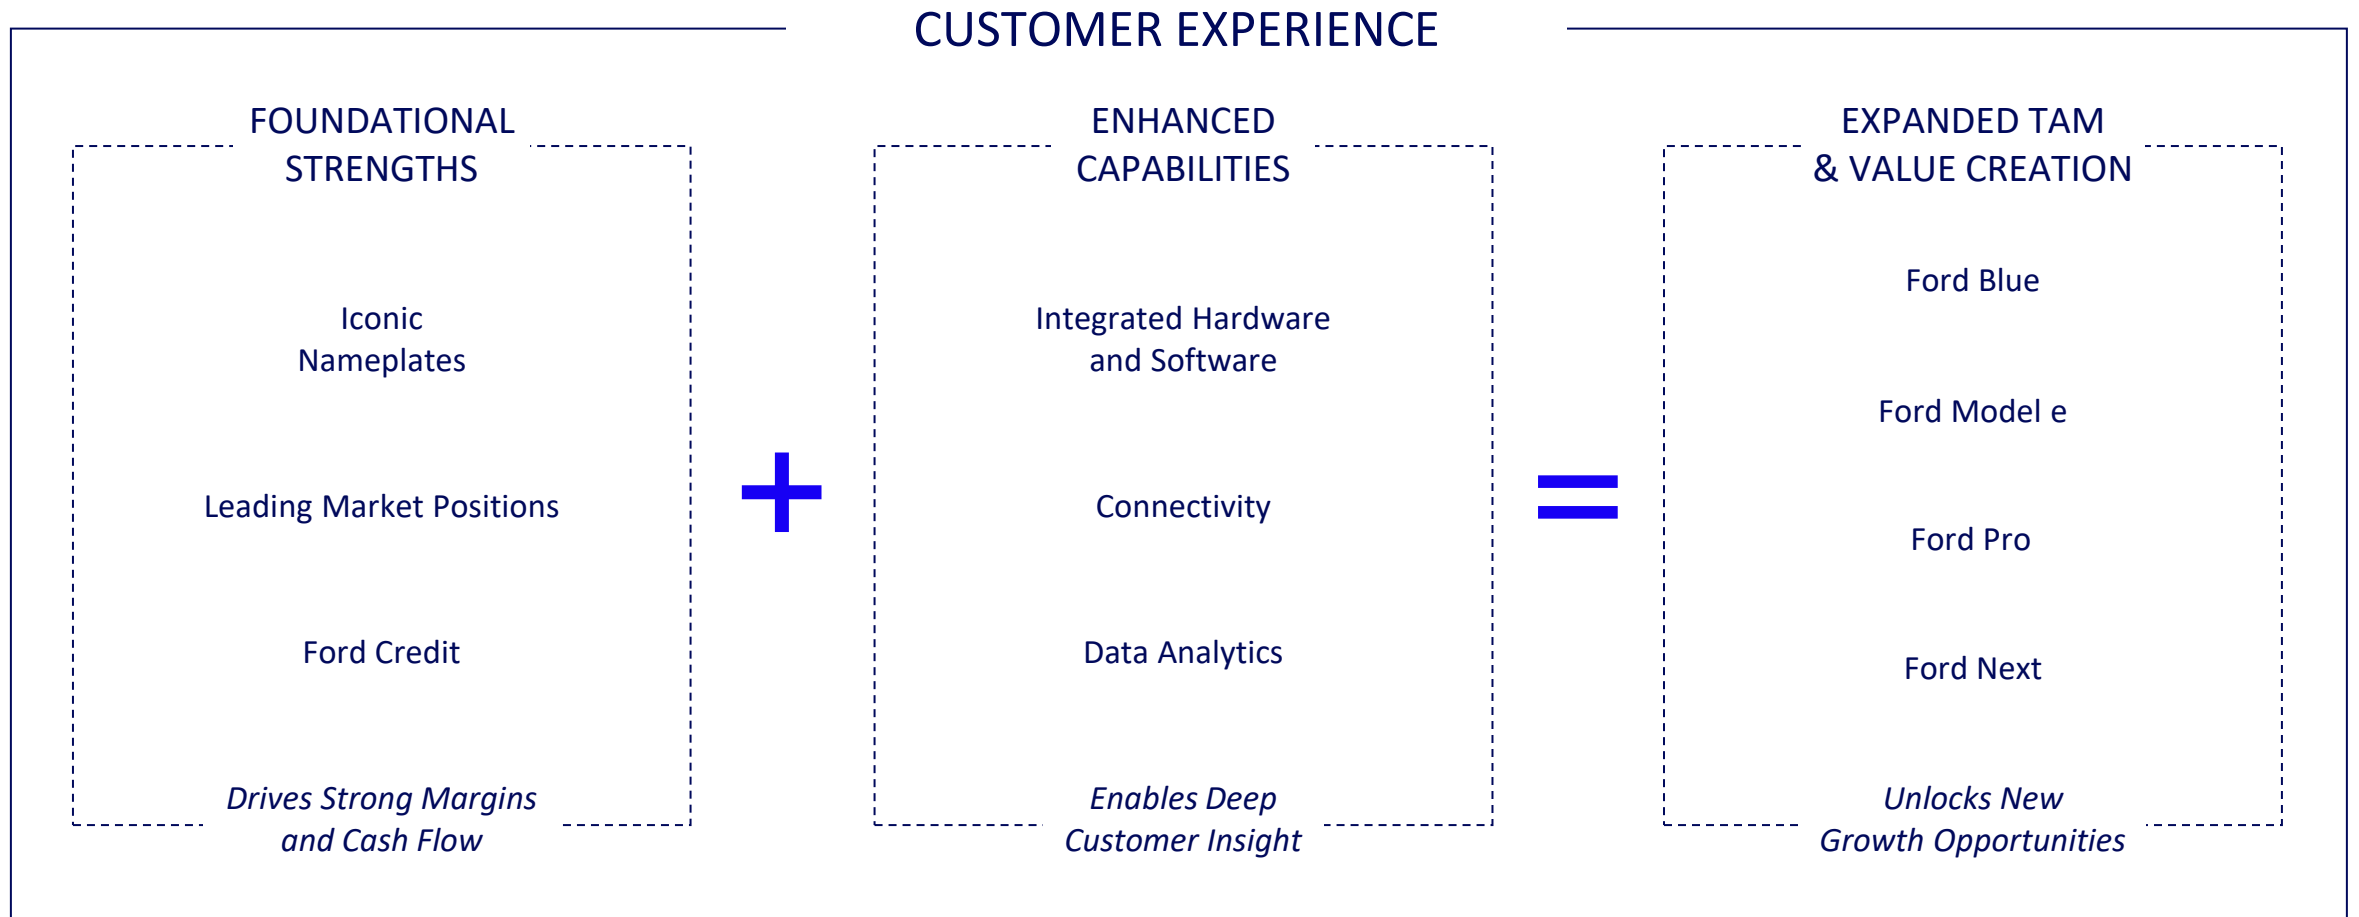 CUSTOMER EXPERIENCE
FOUNDATIONAL
STRENGTHS
Iconic
Nameplates
Leading Market Positions
Ford Credit
Drives Strong Margins
and Cash Flow
+
ENHANCED
CAPABILITIES
Integrated Hardware
and Software
Connectivity
Data Analytics
Enables Deep
Customer Insight
=
EXPANDED TAM
& VALUE CREATION
Ford Blue
Ford Model e
Ford Pro
Ford Next
Unlocks New
Growth Opportunities